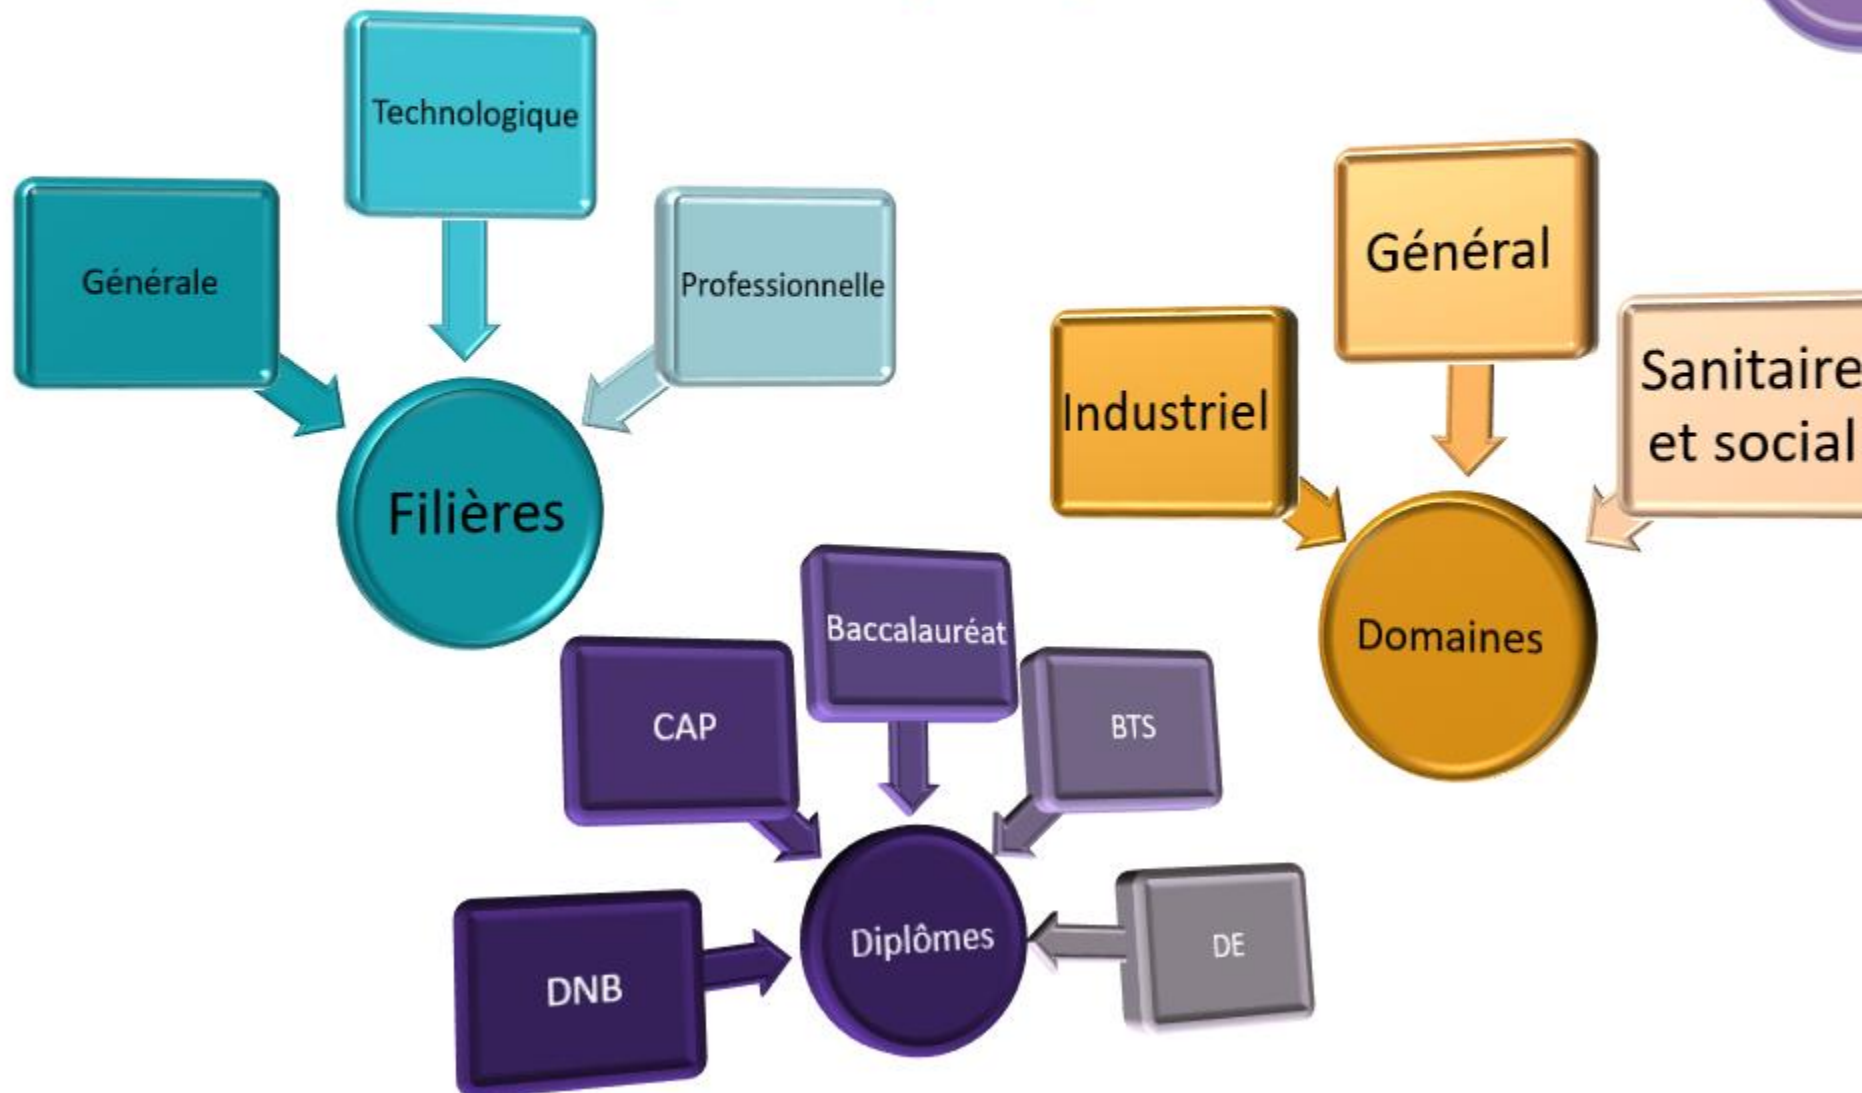 Technologique
Générale
Professionnelle
Filières
Général
Industriel
Sanitaire
et social
Domaines
Baccalauréat
CAP
BTS
Diplômes
DNB
DE